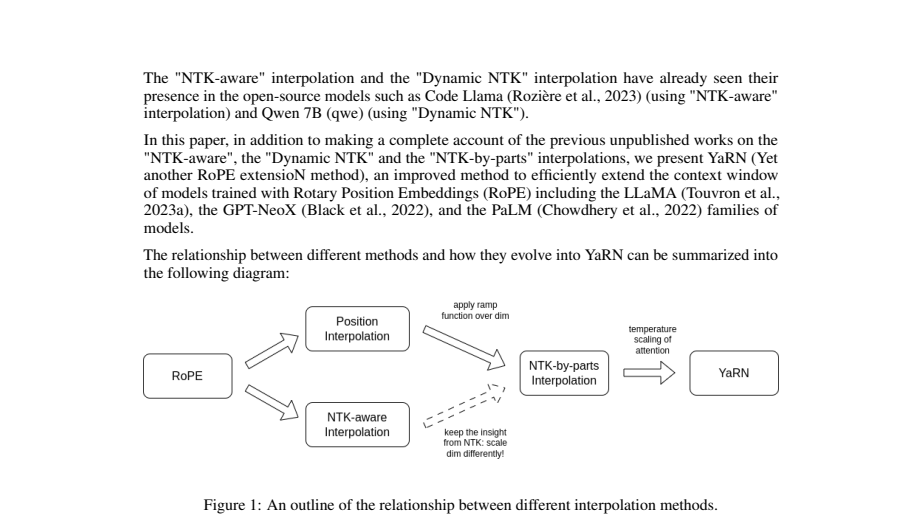 The "NTK-aware" interpolation and the "Dynamic NTK" interpolation have already seen their
presence in the open-source models such as Code Llama (Rozière et al., 2023) (using "NTK-aware"
interpolation) and Qwen 7B (qwe) (using "Dynamic NTK").
In this paper, in addition to making a complete account of the previous unpublished works on the
"NTK-aware", the "Dynamic NTK" and the "NTK-by-parts" interpolations, we present YaRN (Yet
another RoPE extensioN method), an improved method to efficiently extend the context window
of models trained with Rotary Position Embeddings (RoPE) including the LLaMA (Touvron et al.,
2023a), the GPT-NeoX (Black et al., 2022), and the PaLM (Chowdhery et al., 2022) families of
models.
The relationship between different methods and how they evolve into YaRN can be summarized into
the following diagram:
RoPE
Position
Interpolation
NTK-aware
Interpolation
apply ramp
function over dim
keep the insight
from NTK: scale
dim differently!
NTK-by-parts
Interpolation
temperature
scaling of
attention
YaRN
Figure 1: An outline of the relationship between different interpolation methods.